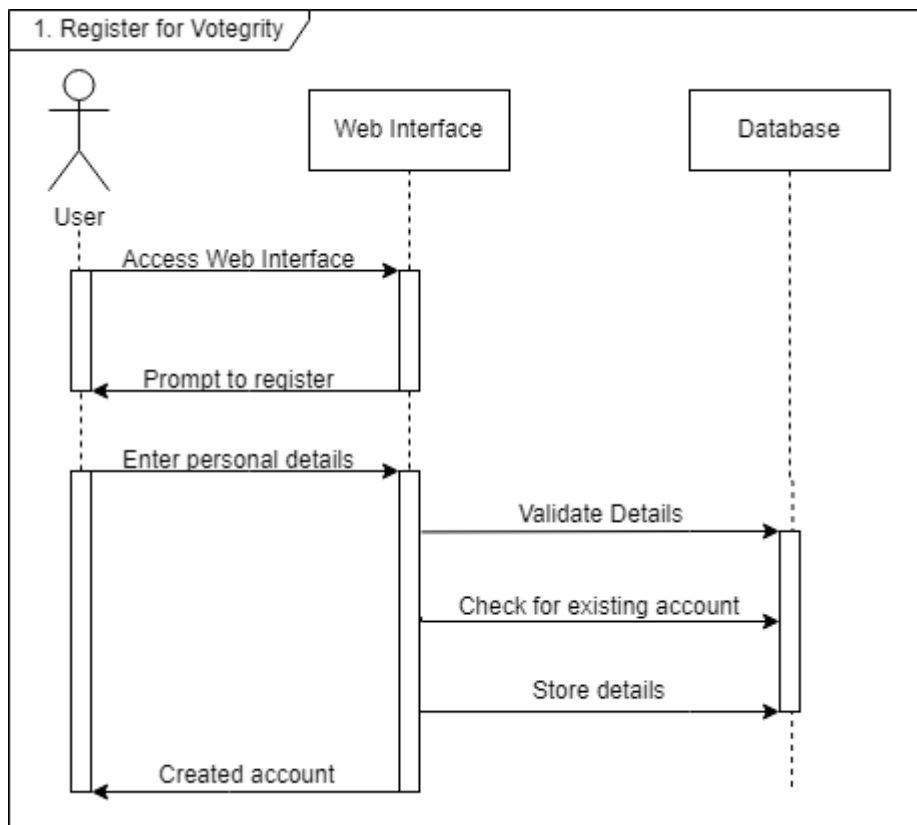 1. Register for Votegrity
Web Interface
Database
User
Access Web Interface
Prompt to register
Enter personal details
Validate Details
Check for existing account
Store details
Created account